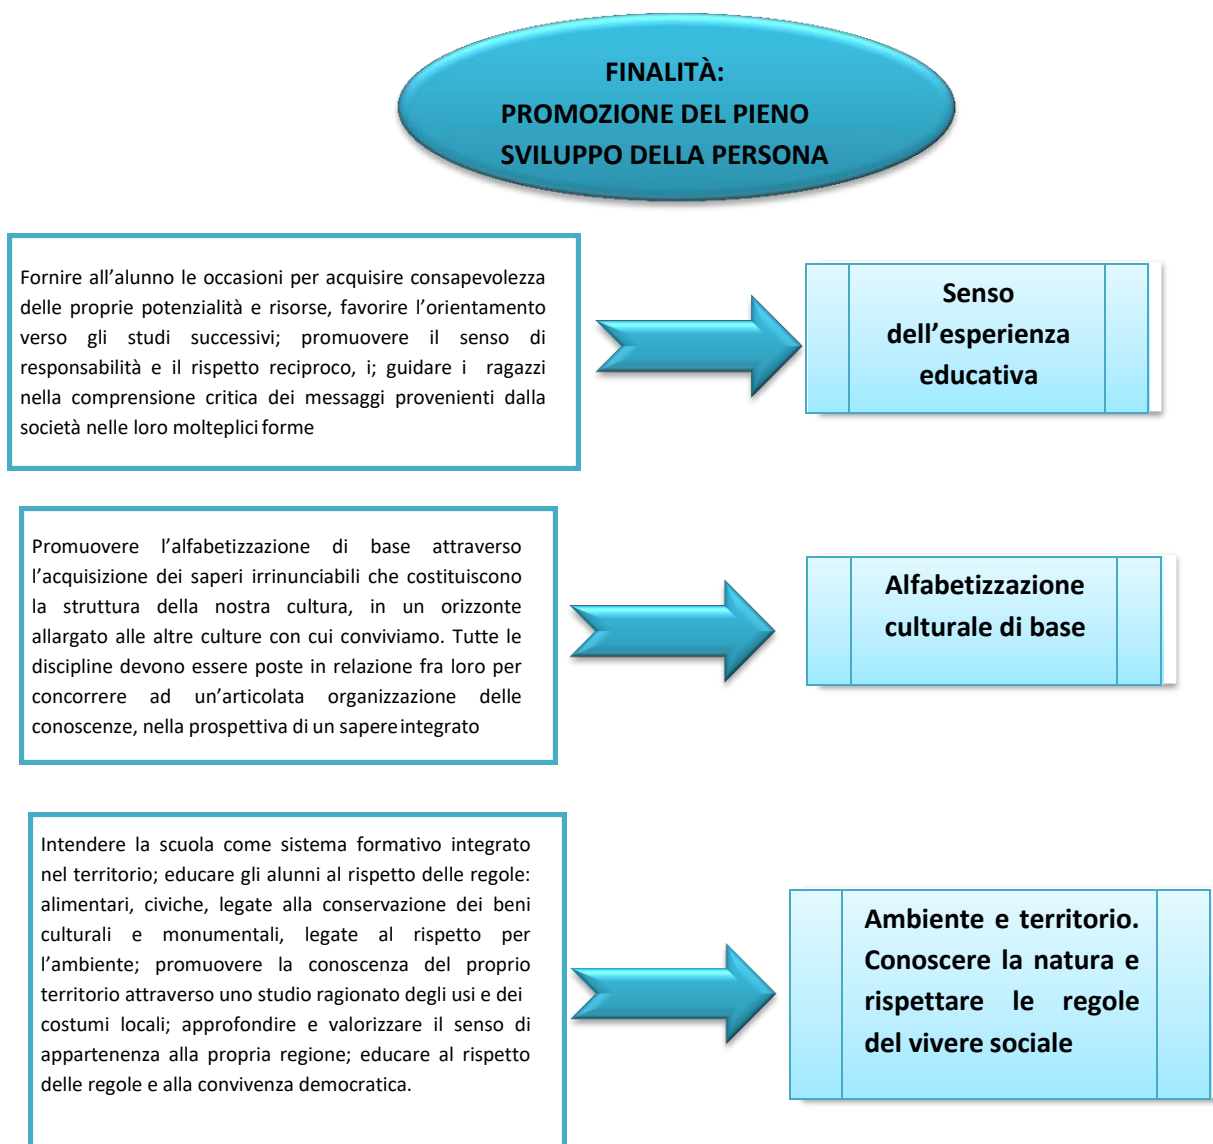 FINALITÀ:
PROMOZIONE DEL PIENO
SVILUPPO DELLA PERSONA
Fornire all’alunno le occasioni per acquisire consapevolezza
delle proprie potenzialità e risorse, favorire l’orientamento
verso gli studi successivi; promuovere il senso di
responsabilità e il rispetto reciproco, i; guidare i ragazzi
nella comprensione critica dei messaggi provenienti dalla
società nelle loro molteplici forme
Senso
dell’esperienza
educativa
Promuovere l’alfabetizzazione di base attraverso
l’acquisizione dei saperi irrinunciabili che costituiscono
la struttura della nostra cultura, in un orizzonte
allargato alle altre culture con cui conviviamo. Tutte le
discipline devono essere poste in relazione fra loro per
concorrere ad un’articolata organizzazione delle
conoscenze, nella prospettiva di un sapere integrato
Alfabetizzazione
culturale di base
Intendere la scuola come sistema formativo integrato
nel territorio; educare gli alunni al rispetto delle regole:
alimentari, civiche, legate alla conservazione dei beni
culturali e monumentali, legate al rispetto per
l’ambiente; promuovere la conoscenza del proprio
territorio attraverso uno studio ragionato degli usi e dei
costumi locali; approfondire e valorizzare il senso di
appartenenza alla propria regione; educare al rispetto
delle regole e alla convivenza democratica.
Ambiente e territorio.
Conoscere la natura e
rispettare le regole
del vivere sociale